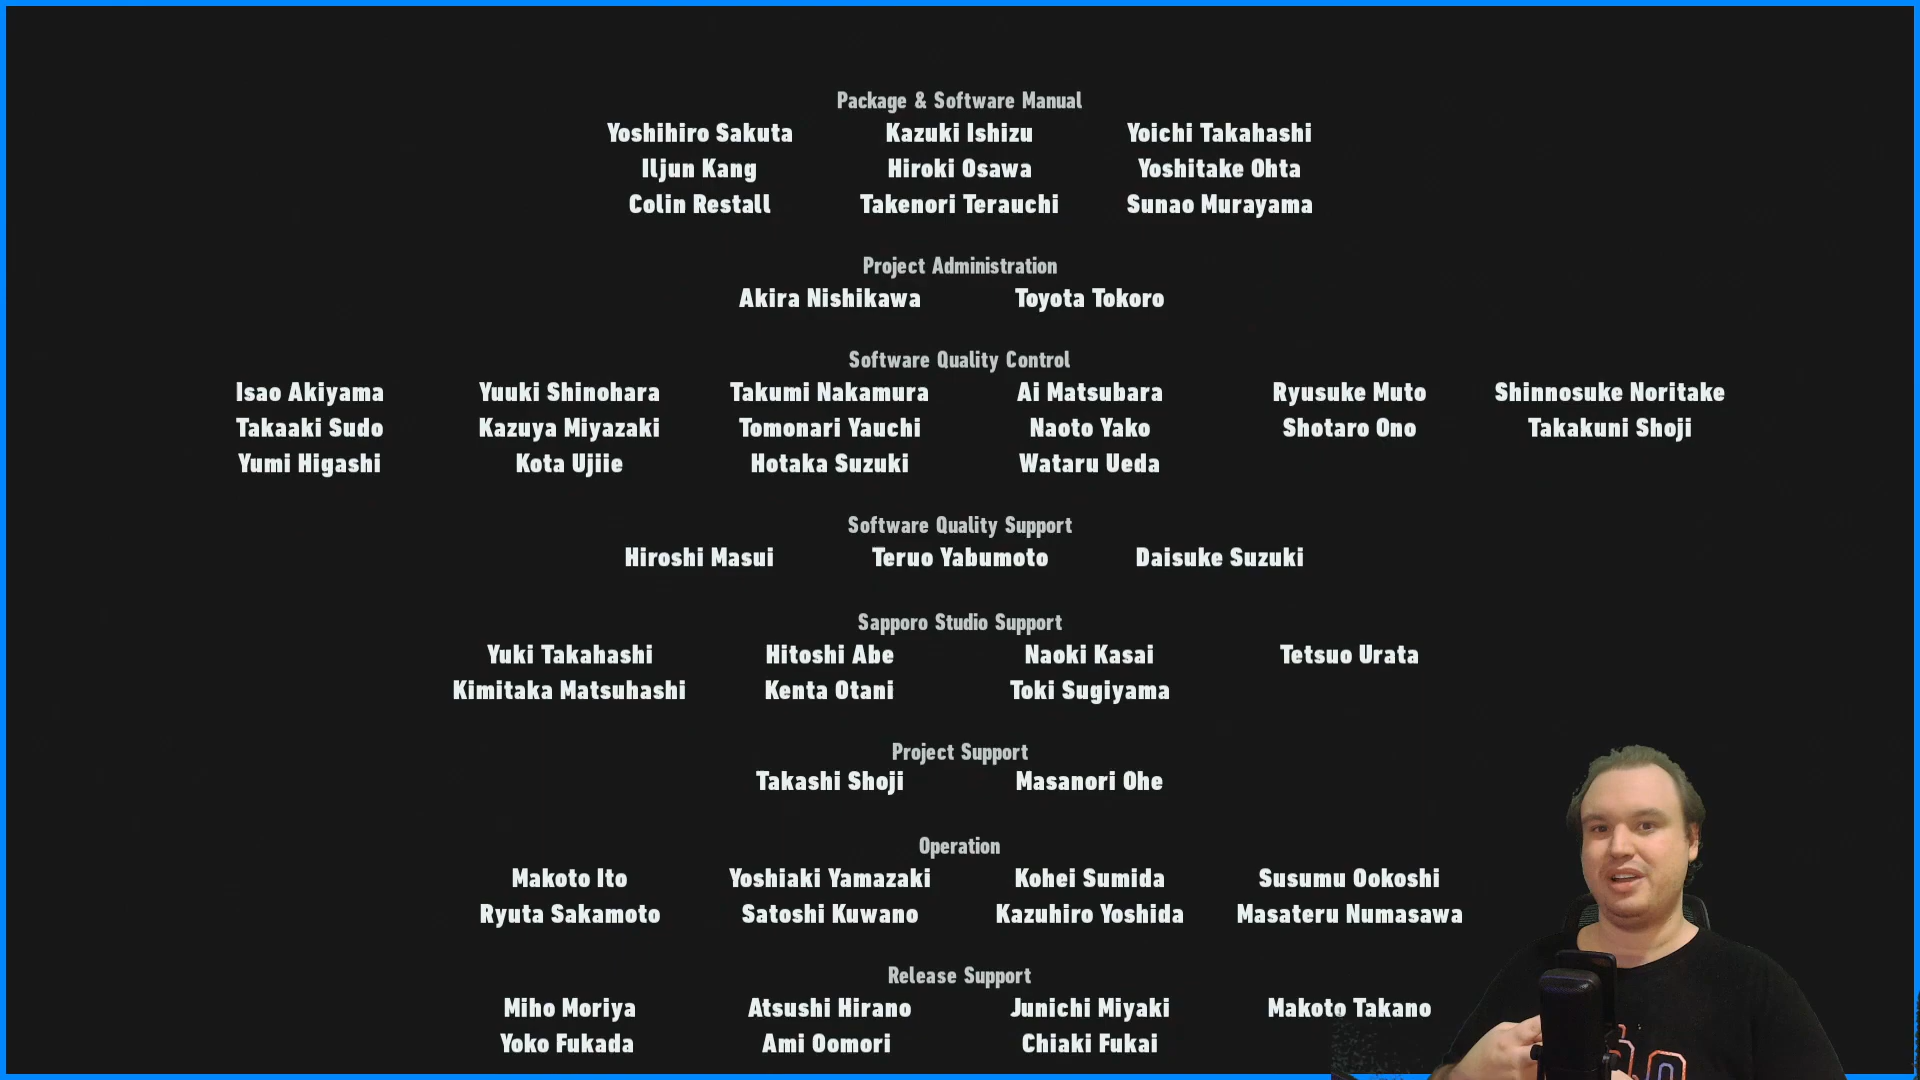 Package & Software Manual
Yoshihiro Sakuta Kazuki Ishizu Yoichi Takahashi
Iljun Kang Hiroki Osawa Yoshitake Ohta
Colin Restall Takenori Terauchi Sunao Murayama
Project Administration
Akira Nishikawa Toyota Tokoro
Software Quality Control
Isao Akiyama Yuuki Shinohara Takumi Nakamura Ai Matsubara Ryusuke Muto Shinnosuke Noritake
Takaaki Sudo Kazuya Miyazaki Tomonari Yauchi Naoto Yako Shotaro Ono Takakuni Shoji
Yumi Higashi Kota Ujiie Hotaka Suzuki Wataru Ueda
Software Quality Support
Hiroshi Masui Teruo Yabumoto Daisuke Suzuki
Sapporo Studio Support
Yuki Takahashi Hitoshi Abe Naoki Kasai Tetsuo Urata
Kimitaka Matsuhashi Kenta Otani Toki Sugiyama
Project Support
Takashi Shoji Masanori Ohe
Operation
Makoto Ito Yoshiaki Yamazaki Kohei Sumida Susumu Ookoshi
Ryuta Sakamoto Satoshi Kuwano Kazuhiro Yoshida Masateru Numasawa
Release Support
Miho Moriya Atsushi Hirano Junichi Miyaki Makoto Takano
Yoko Fukada Ami Oomori Chiaki Fukai